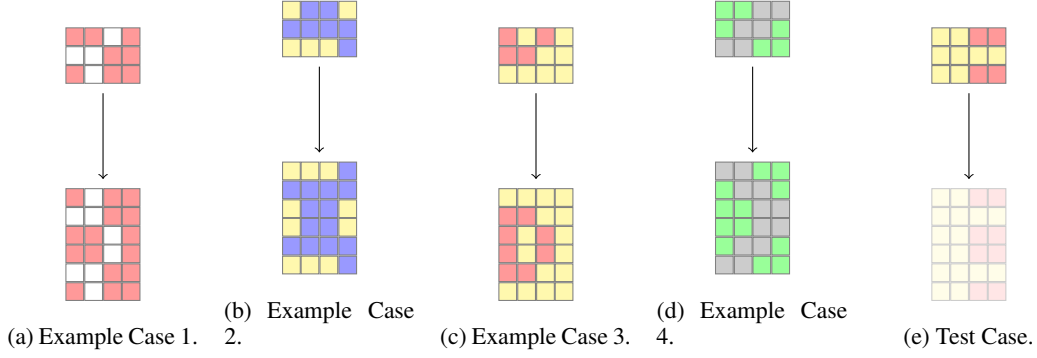 (a) Example Case 1.
(b) Example Case
2.
(c) Example Case 3.
(d) Example Case
4.
(e) Test Case.